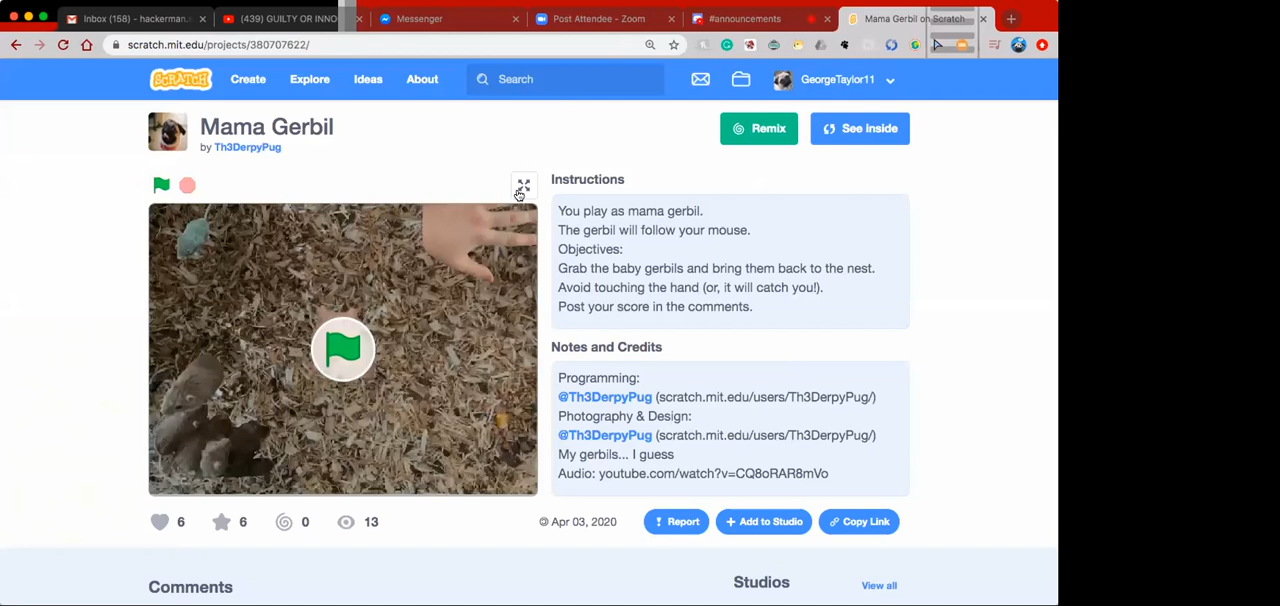 Inbox (158) - hackerman.s
(439) GUILTY OR INNO
Messenger
Post Attendee - Zoom
#announcements
Mama Gerbil on Scratch
scratch.mit.edu/projects/380707622/
SCRATCH
Create
Explore
Ideas
About
Search
GeorgeTaylor11
Mama Gerbil
by Th3DerpyPug
Remix
See inside
Instructions
You play as mama gerbil.
The gerbil will follow your mouse.
Objectives:
Grab the baby gerbils and bring them back to the nest.
Avoid touching the hand (or, it will catch you!).
Post your score in the comments.
Notes and Credits
Programming:
@Th3DerpyPug (scratch.mit.edu/users/Th3DerpyPug/)
Photography & Design:
@Th3DerpyPug (scratch.mit.edu/users/Th3DerpyPug/)
My gerbils... I guess
Audio: youtube.com/watch?v=CQ8oRAR8mVo
6
6
0
13
© Apr 03, 2020
Report
Add to Studio
Copy Link
Comments
Studios
View all